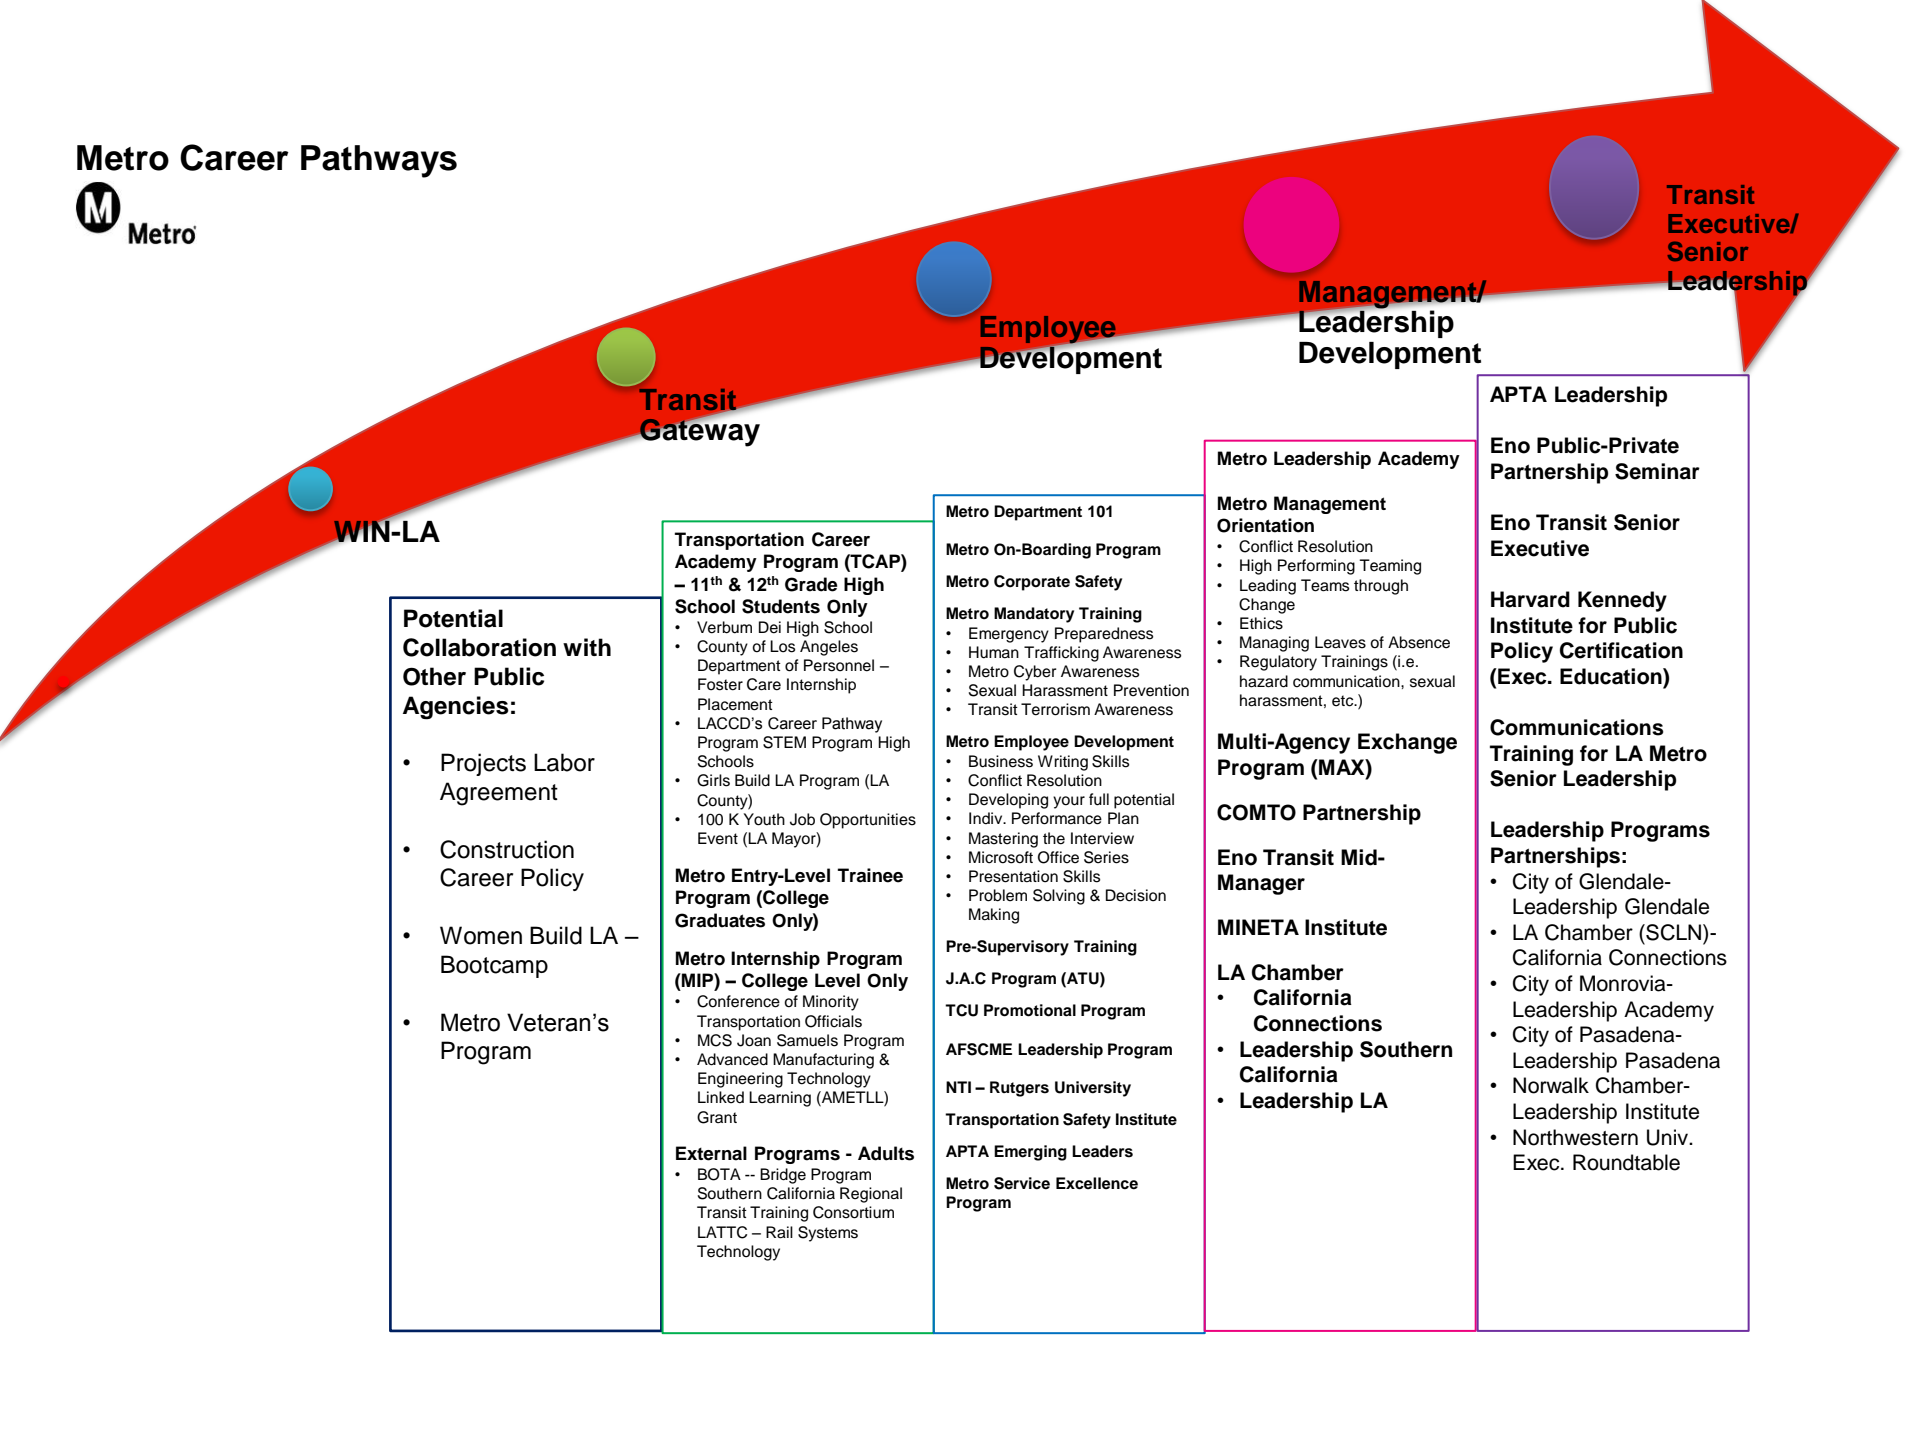 Metro Career Pathways
M
Metro
WIN-LA
Transit
Gateway
Employee
Development
Management/
Leadership
Development
Transit
Executive/
Senior
Leadership
Potential
Collaboration with
Other Public
Agencies:
• Projects Labor
Agreement
• Construction
Career Policy
• Women Build LA –
Bootcamp
• Metro Veteran’s
Program
Transportation Career
Academy Program (TCAP)
– 11th & 12th Grade High
School Students Only
• Verbum Dei High School
• County of Los Angeles
Department of Personnel –
Foster Care Internship
Placement
• LACCD’s Career Pathway
Program STEM Program High
Schools
• Girls Build LA Program (LA
County)
• 100 K Youth Job Opportunities
Event (LA Mayor)
Metro Entry-Level Trainee
Program (College
Graduates Only)
Metro Internship Program
(MIP) – College Level Only
• Conference of Minority
Transportation Officials
• MCS Joan Samuels Program
• Advanced Manufacturing &
Engineering Technology
Linked Learning (AMETLL)
Grant
External Programs - Adults
• BOTA -- Bridge Program
Southern California Regional
Transit Training Consortium
LATTC – Rail Systems
Technology
Metro Department 101
Metro On-Boarding Program
Metro Corporate Safety
Metro Mandatory Training
• Emergency Preparedness
• Human Trafficking Awareness
• Metro Cyber Awareness
• Sexual Harassment Prevention
• Transit Terrorism Awareness
Metro Employee Development
• Business Writing Skills
• Conflict Resolution
• Developing your full potential
• Indiv. Performance Plan
• Mastering the Interview
• Microsoft Office Series
• Presentation Skills
• Problem Solving & Decision
Making
Pre-Supervisory Training
J.A.C Program (ATU)
TCU Promotional Program
AFSCME Leadership Program
NTI – Rutgers University
Transportation Safety Institute
APTA Emerging Leaders
Metro Service Excellence
Program
Metro Leadership Academy
Metro Management
Orientation
• Conflict Resolution
• High Performing Teaming
• Leading Teams through
Change
• Ethics
• Managing Leaves of Absence
• Regulatory Trainings (i.e.
hazard communication, sexual
harassment, etc.)
Multi-Agency Exchange
Program (MAX)
COMTO Partnership
Eno Transit Mid-
Manager
MINETA Institute
LA Chamber
• California
Connections
• Leadership Southern
California
• Leadership LA
APTA Leadership
Eno Public-Private
Partnership Seminar
Eno Transit Senior
Executive
Harvard Kennedy
Institute for Public
Policy Certification
(Exec. Education)
Communications
Training for LA Metro
Senior Leadership
Leadership Programs
Partnerships:
• City of Glendale-
Leadership Glendale
• LA Chamber (SCLN)-
California Connections
• City of Monrovia-
Leadership Academy
• City of Pasadena-
Leadership Pasadena
• Norwalk Chamber-
Leadership Institute
• Northwestern Univ.
Exec. Roundtable